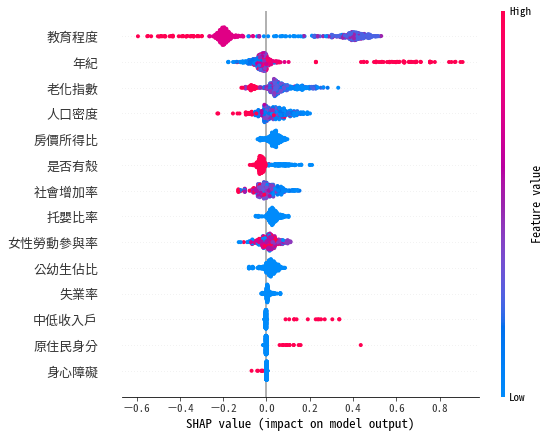 High
教育程度
年紀
老化指數
人口密度
房價所得比
是否有殼
社會增加率
托嬰比率
女性勞動參與率
公幼生佔比
失業率
中低收入戶
原住民身分
身心障礙
Feature value
Low
−0.6 −0.4 −0.2 0.0 0.2 0.4 0.6 0.8
SHAP value (impact on model output)